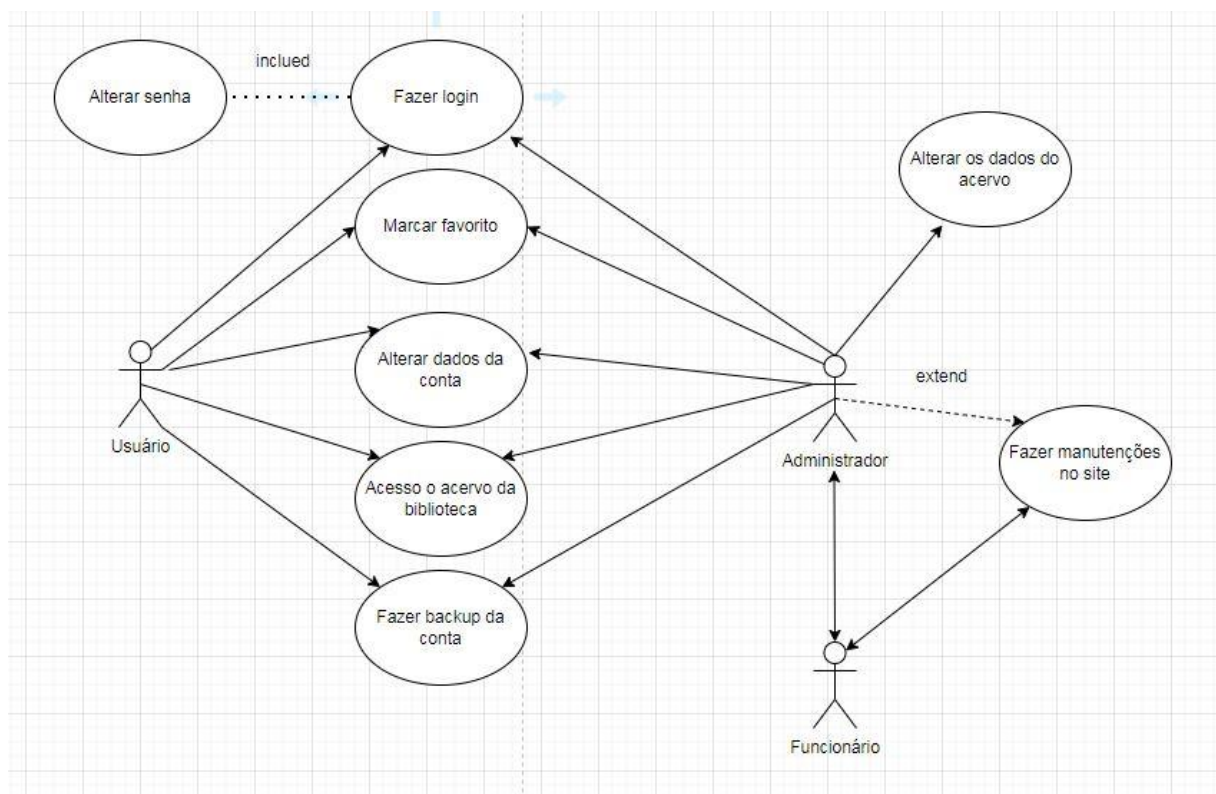 inclued
Alterar senha
Fazer login
Marcar favorito
Alterar os dados do
acervo
Alterar dados da
conta
extend
Usuário
Administrador
Fazer manutenções
no site
Acesso o acervo da
biblioteca
Fazer backup da
conta
Funcionário